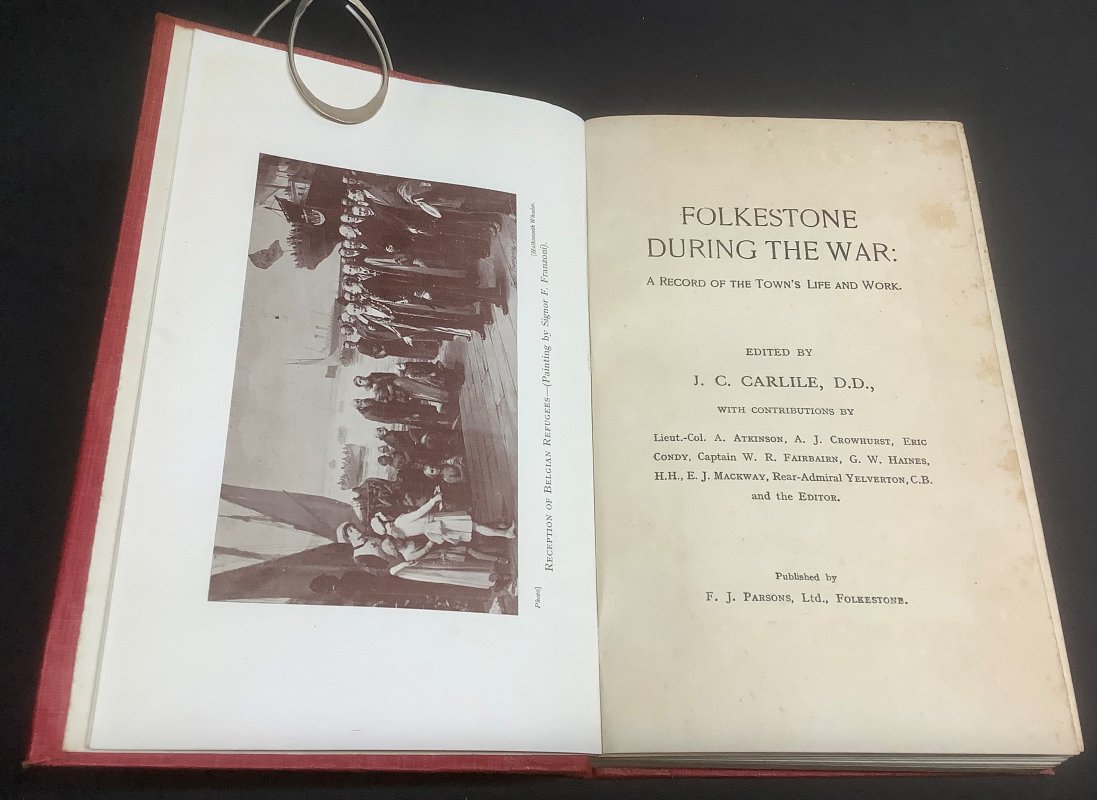 Photo]
[Halksworth Wheeler.
RECEPTION OF BELGIAN REFUGEES—(Painting by Signor F. Franzoni).
FOLKESTONE
DURING THE WAR:
A RECORD OF THE TOWN'S LIFE AND WORK.
EDITED BY
J. C. CARLILE, D.D.,
WITH CONTRIBUTIONS BY
Lieut.-Col. A. ATKINSON, A. J. CROWHURST, ERIC
CONDY, Captain W. R. FAIRBAIRN, G. W. HAINES,
H.H., E. J. MACKWAY, Rear-Admiral YELVERTON, C.B.
and the EDITOR.
Published by
F. J. PARSONS, Ltd., FOLKESTONE.